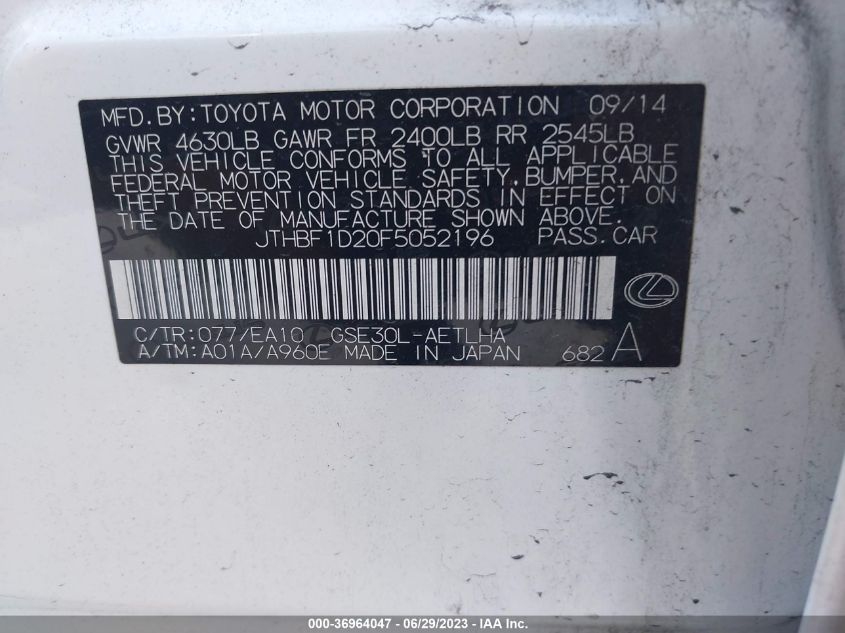 MFD.BY:TOYOTA MOTOR CORPORATION 09/14
GVWR 4630LB GAWR FR 2400LB RR 2545LB
THIS VEHICLE CONFORMS TO ALL APPLICABLE
FEDERAL MOTOR VEHICLE SAFETY,BUMPER,AND
THEFT PREVENTION STANDARDS IN EFFECT ON
THE DATE OF MANUFACTURE SHOWN ABOVE.
JTHBF1D20F5052196 PASS.CAR
C/TR:077/EA10 GSE30L-AETLHA
A/TM:A01A/A960E MADE IN JAPAN 682 A
000-36964047 - 06/29/2023 - IAA Inc.